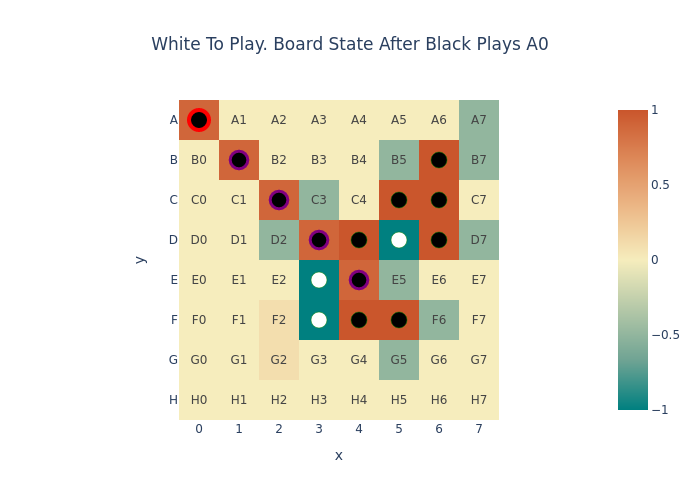 White To Play. Board State After Black Plays A0
A A1 A2 A3 A4 A5 A6 A7 1
B B0 B2 B3 B4 B5 B7
0.5
C C0 C1 C3 C4 C7
D D0 D1 D2 D7 0
y
E E0 E1 E2 E5 E6 E7
F F0 F1 F2 F6 F7 −0.5
G G0 G1 G2 G3 G4 G5 G6 G7
H H0 H1 H2 H3 H4 H5 H6 H7 −1
0 1 2 3 4 5 6 7
x